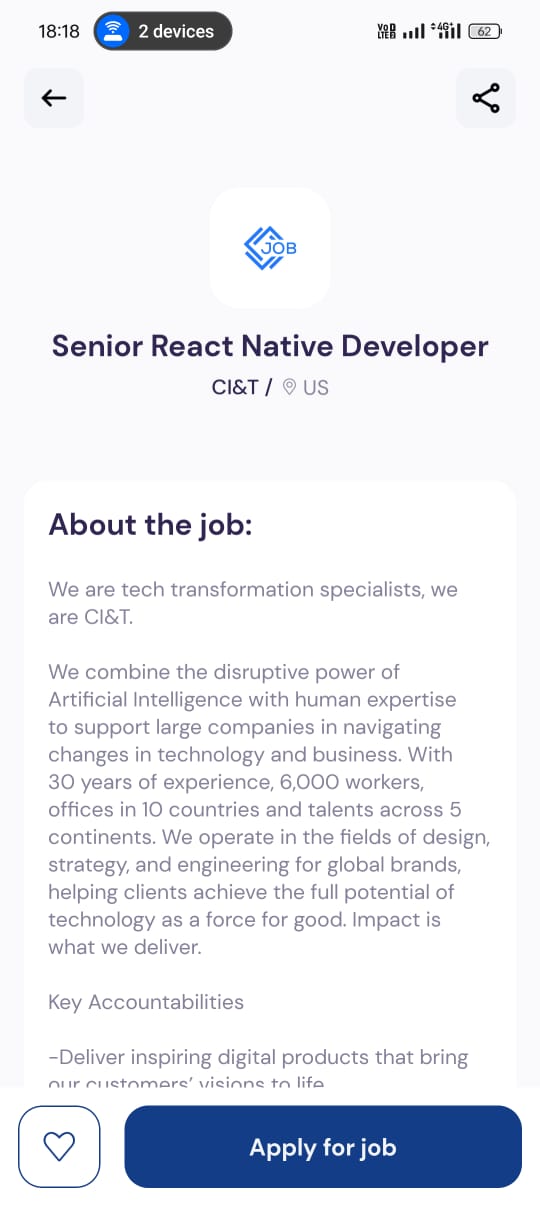 18:18
2 devices
VoD LTED 4G+ 62
JOB
Senior React Native Developer
CI&T / US
About the job:
We are tech transformation specialists, we
are CI&T.
We combine the disruptive power of
Artificial Intelligence with human expertise
to support large companies in navigating
changes in technology and business. With
30 years of experience, 6,000 workers,
offices in 10 countries and talents across 5
continents. We operate in the fields of design,
strategy, and engineering for global brands,
helping clients achieve the full potential of
technology as a force for good. Impact is
what we deliver.
Key Accountabilities
-Deliver inspiring digital products that bring
our customers’ visions to life
Apply for job